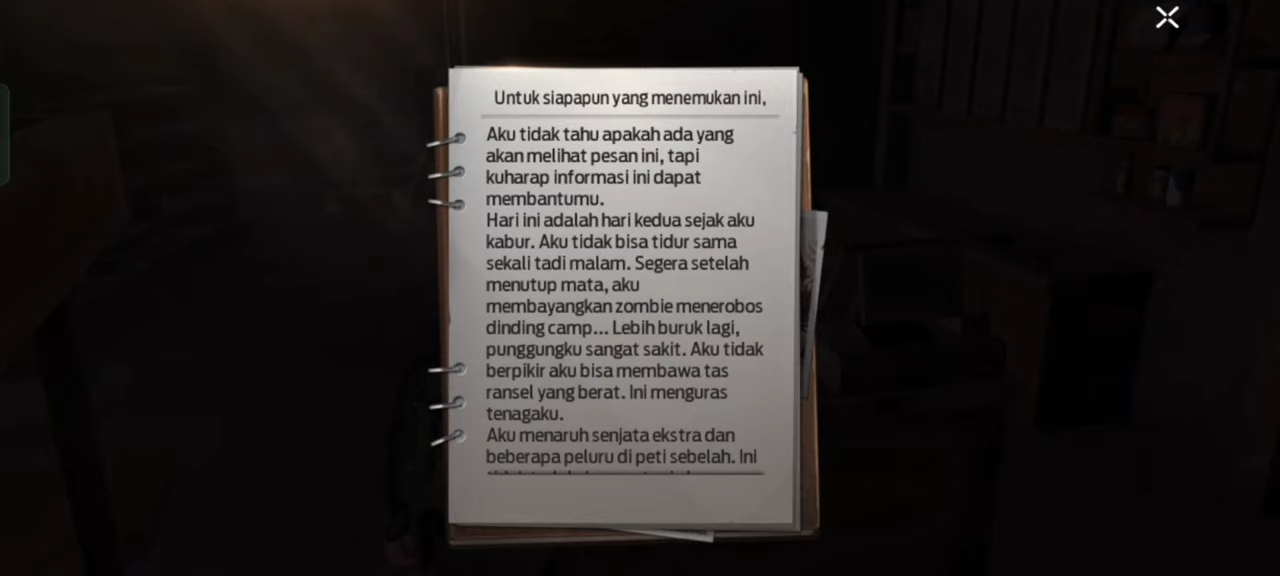 Untuk siapapun yang menemukan ini,
Aku tidak tahu apakah ada yang
akan melihat pesan ini, tapi
kuharap informasi ini dapat
membantumu.
Hari ini adalah hari kedua sejak aku
kabur. Aku tidak bisa tidur sama
sekali tadi malam. Segera setelah
menutup mata, aku
membayangkan zombie menerobos
dinding camp... Lebih buruk lagi,
punggungku sangat sakit. Aku tidak
berpikir aku bisa membawa tas
ransel yang berat. Ini menguras
tenagaku.
Aku menaruh senjata ekstra dan
beberapa peluru di peti sebelah. Ini